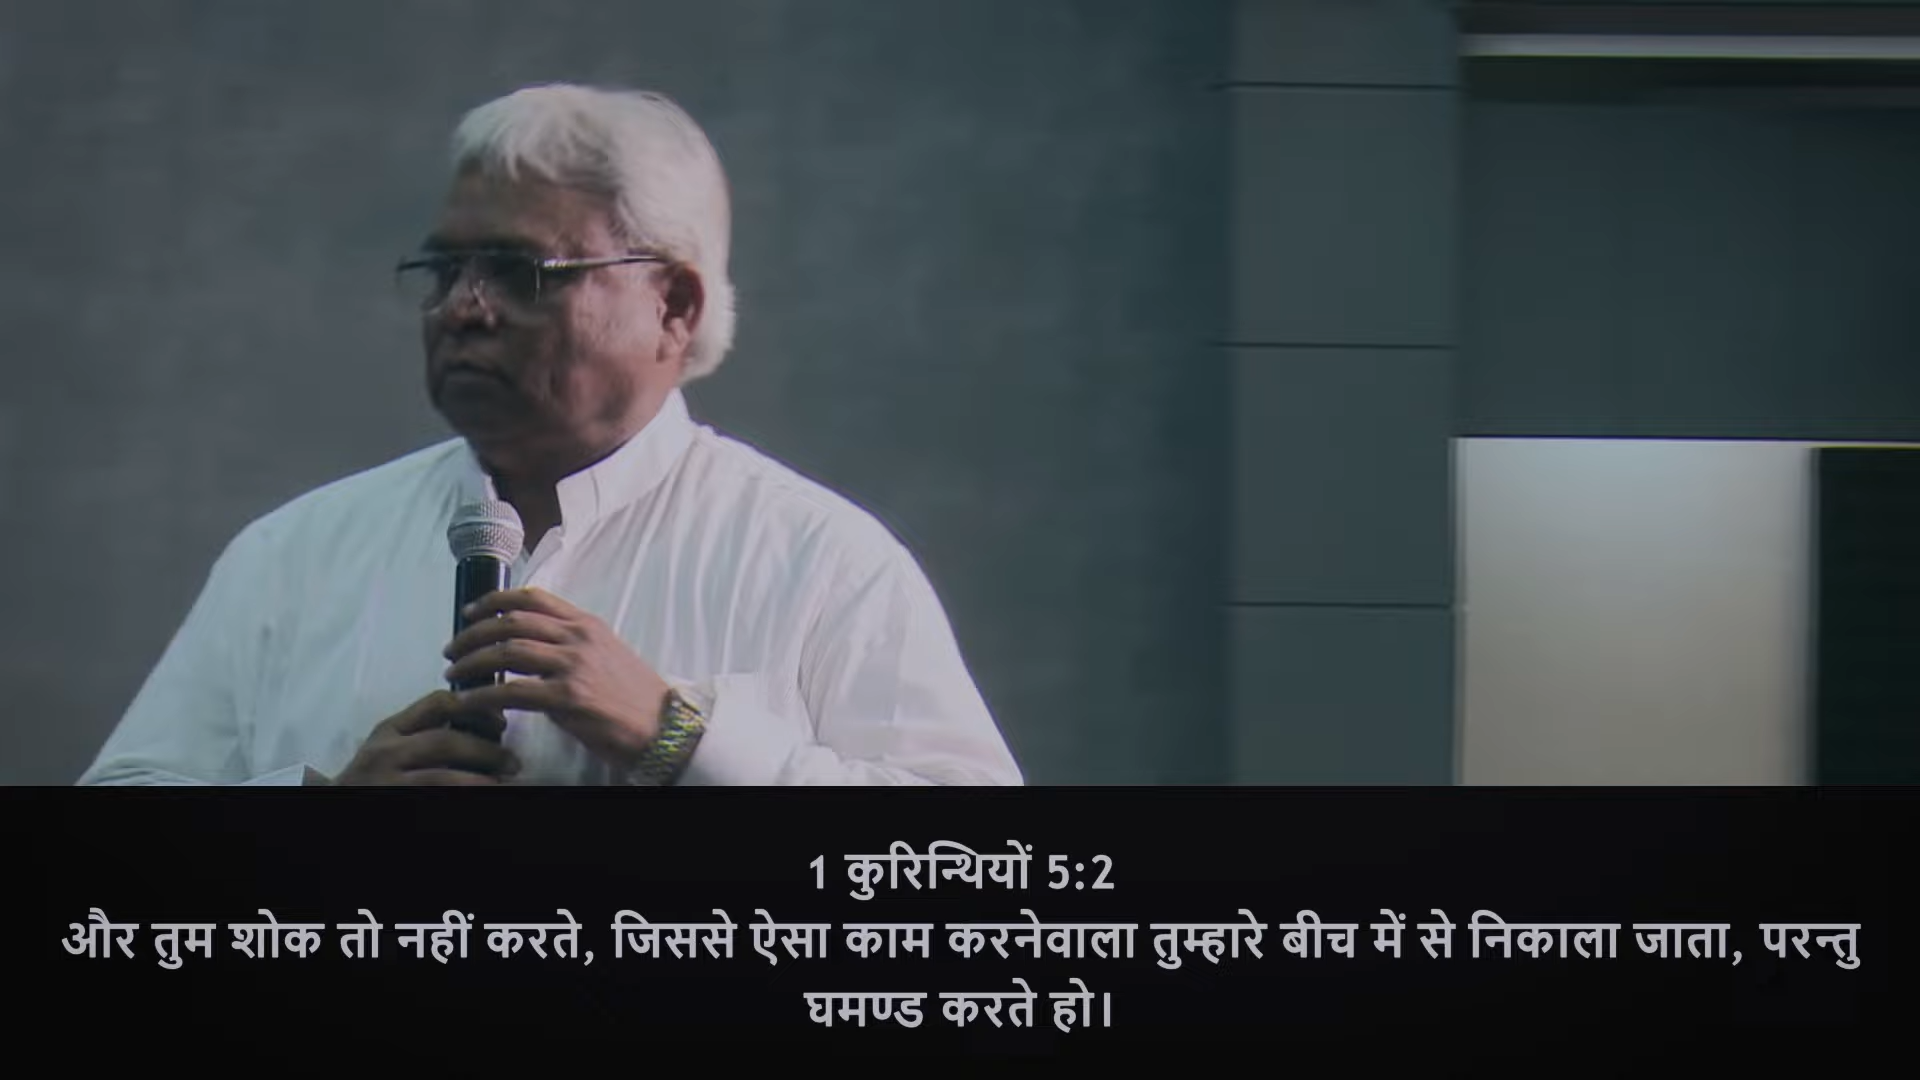 1 कुरिन्थियों 5:2
और तुम शोक तो नहीं करते, जिससे ऐसा काम करनेवाला तुम्हारे बीच में से निकाला जाता, परन्तु
घमण्ड करते हो।